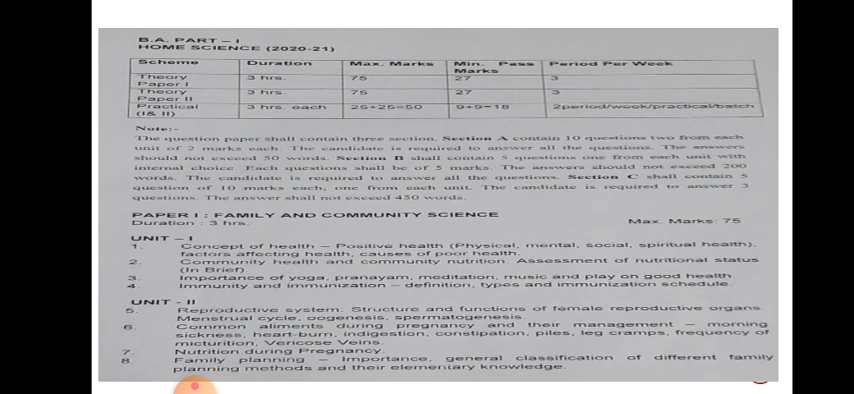 B.A. PART – I
HOME SCIENCE (2020-21)
Scheme Duration Max. Marks Min. Pass Marks Period Per Week
Theory Paper I 3 hrs. 75 27 3
Theory Paper II 3 hrs. 75 27 3
Practical (I& II) 3 hrs. each 25+25=50 9+9=18 2period/week/practical/batch
Note:-
The question paper shall contain three section. Section A contain 10 questions two from each
unit of 2 marks each. The candidate is required to answer all the questions. The answers
should not exceed 50 words. Section B shall contain 5 questions one from each unit with
internal choice. Each questions shall be of 5 marks. The answers should not exceed 200
words. The candidate is required to answer all the questions. Section C shall contain 5
question of 10 marks each, one from each unit. The candidate is required to answer 3
questions. The answer shall not exceed 450 words.
PAPER I : FAMILY AND COMMUNITY SCIENCE
Duration : 3 hrs. Max. Marks: 75
UNIT – I
1. Concept of health – Positive health (Physical, mental, social, spiritual health),
factors affecting health, causes of poor health.
2. Community health and community nutrition. Assessment of nutritional status
(In Brief).
3. Importance of yoga, pranayam, meditation, music and play on good health.
4. Immunity and immunization – definition, types and immunization schedule.
UNIT - II
5. Reproductive system: Structure and functions of female reproductive organs.
Menstrual cycle, oogenesis, spermatogenesis.
6. Common aliments during pregnancy and their management – morning
sickness, heart-burn, indigestion, constipation, piles, leg cramps, frequency of
micturition, Vericose Veins.
7. Nutrition during Pregnancy.
8. Family planning – Importance, general classification of different family
planning methods and their elementary knowledge.